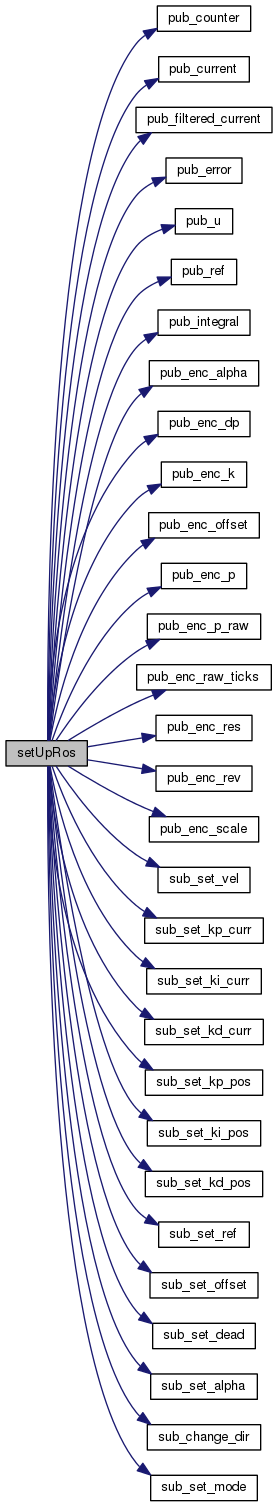 pub_counter
pub_current
pub_filtered_current
pub_error
pub_u
pub_ref
pub_integral
pub_enc_alpha
pub_enc_dp
pub_enc_k
pub_enc_offset
pub_enc_p
pub_enc_p_raw
pub_enc_raw_ticks
setUpRos
pub_enc_res
pub_enc_rev
pub_enc_scale
sub_set_vel
sub_set_kp_curr
sub_set_ki_curr
sub_set_kd_curr
sub_set_kp_pos
sub_set_ki_pos
sub_set_kd_pos
sub_set_ref
sub_set_offset
sub_set_dead
sub_set_alpha
sub_change_dir
sub_set_mode